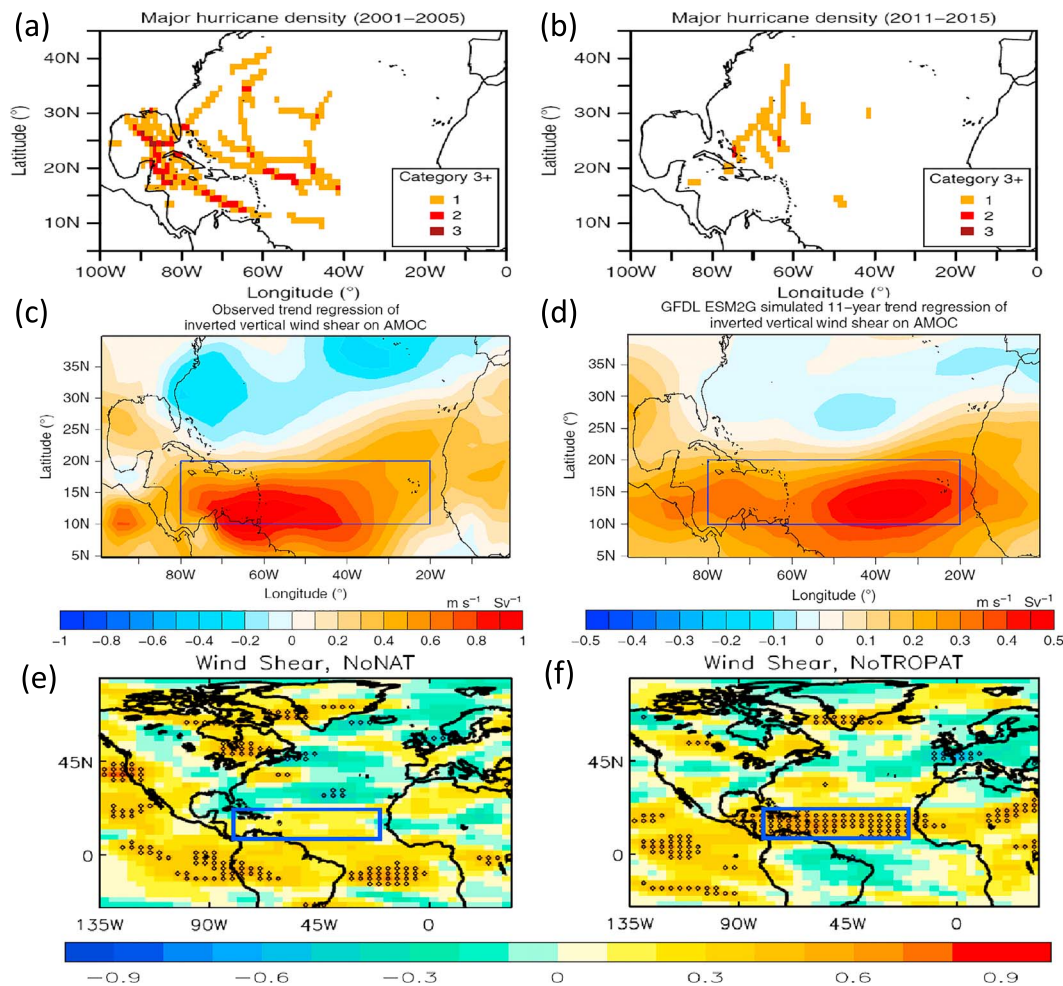 (a)
Major hurricane density (2001–2005)
40N
30N
20N
10N
Latitude (°)
100W 80W 60W 40W 20W 0
Longitude (°)
Category 3+
1
2
3
(b)
Major hurricane density (2011–2015)
40N
30N
20N
10N
Latitude (°)
100W 80W 60W 40W 20W 0
Longitude (°)
Category 3+
1
2
3
(c)
Observed trend regression of
inverted vertical wind shear on AMOC
35N
30N
25N
20N
15N
10N
5N
Latitude (°)
80W 60W 40W 20W
Longitude (°)
m s⁻¹ Sv⁻¹
−1 −0.8 −0.6 −0.4 −0.2 0 0.2 0.4 0.6 0.8 1
(d)
GFDL ESM2G simulated 11−year trend regression
of inverted vertical wind shear on AMOC
35N
30N
25N
20N
15N
10N
5N
Latitude (°)
80W 60W 40W 20W
Longitude (°)
m s⁻¹ Sv⁻¹
−0.5 −0.4 −0.3 −0.2 −0.1 0 0.1 0.2 0.3 0.4 0.5
(e)
Wind Shear, NoNAT
45N
0
135W 90W 45W 0
(f)
Wind Shear, NoTROPAT
45N
0
135W 90W 45W 0
−0.9 −0.6 −0.3 0 0.3 0.6 0.9